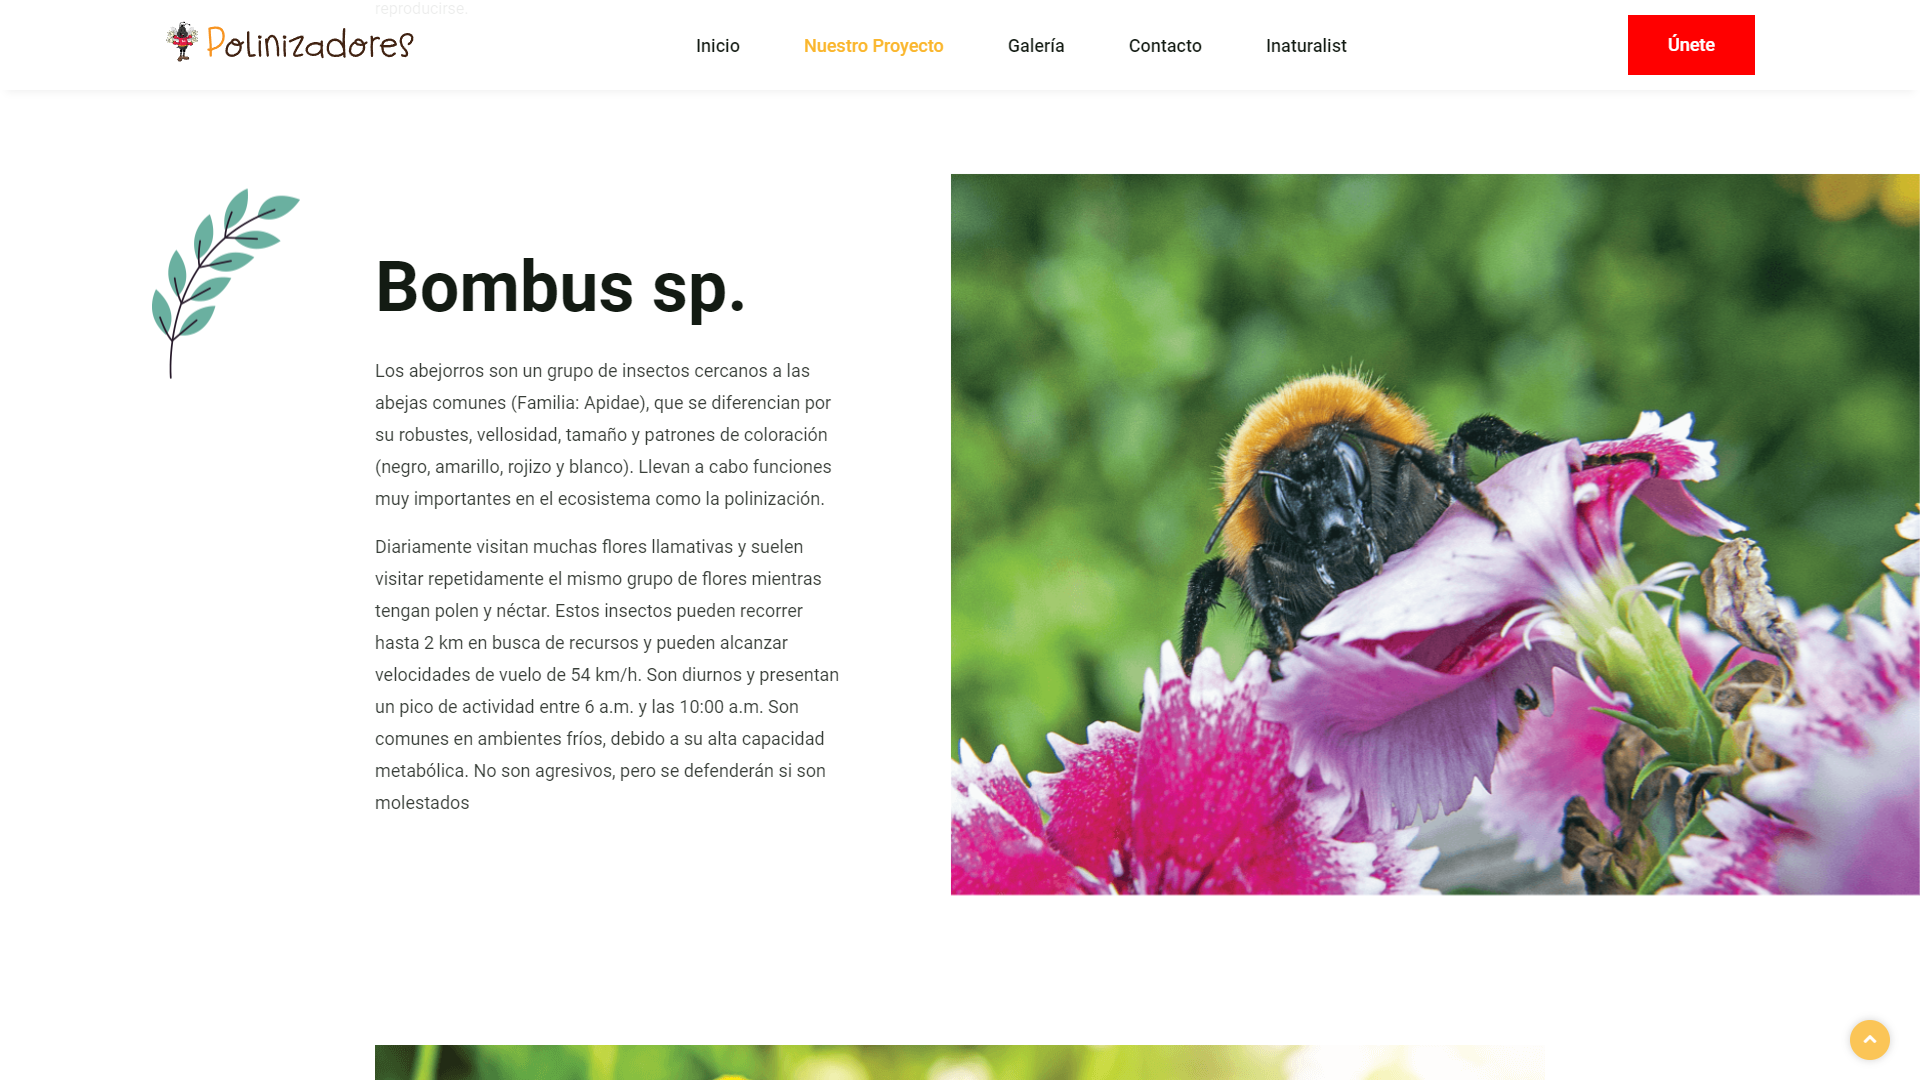 reproducirse.
Polinizadores
Inicio
Nuestro Proyecto
Galería
Contacto
Inaturalist
Únete
Bombus sp.
Los abejorros son un grupo de insectos cercanos a las
abejas comunes (Familia: Apidae), que se diferencian por
su robustes, vellosidad, tamaño y patrones de coloración
(negro, amarillo, rojizo y blanco). Llevan a cabo funciones
muy importantes en el ecosistema como la polinización.
Diariamente visitan muchas flores llamativas y suelen
visitar repetidamente el mismo grupo de flores mientras
tengan polen y néctar. Estos insectos pueden recorrer
hasta 2 km en busca de recursos y pueden alcanzar
velocidades de vuelo de 54 km/h. Son diurnos y presentan
un pico de actividad entre 6 a.m. y las 10:00 a.m. Son
comunes en ambientes fríos, debido a su alta capacidad
metabólica. No son agresivos, pero se defenderán si son
molestados